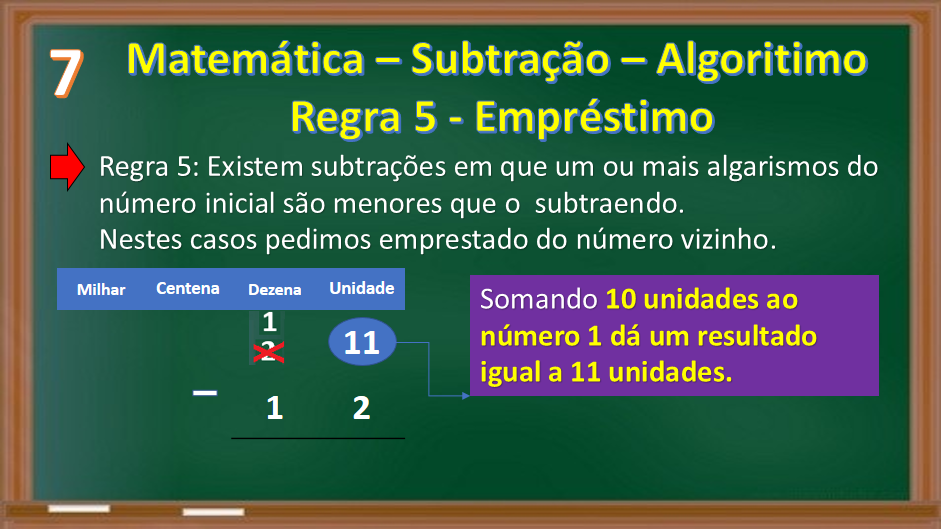 7
Matemática – Subtração – Algoritimo
Regra 5 - Empréstimo
Regra 5: Existem subtrações em que um ou mais algarismos do
número inicial são menores que o subtraendo.
Nestes casos pedimos emprestado do número vizinho.
Milhar Centena Dezena Unidade
1
2 11
– 1 2
Somando 10 unidades ao
número 1 dá um resultado
igual a 11 unidades.